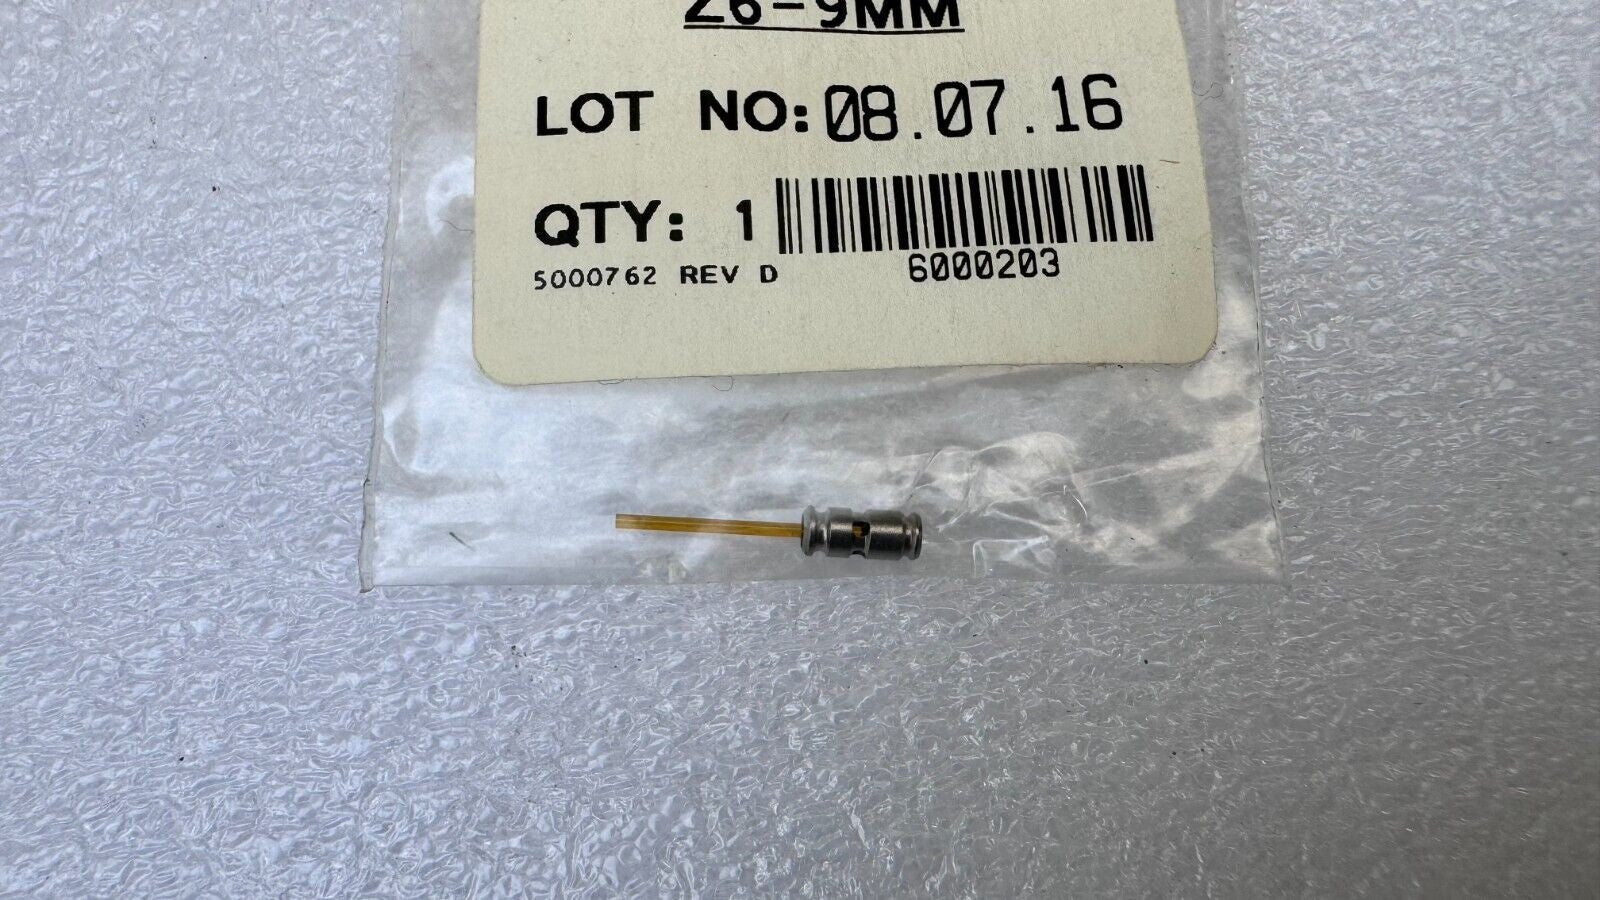 Z6-9MM
LOT NO: 08.07.16
QTY: 1
5000762 REV D
6000203